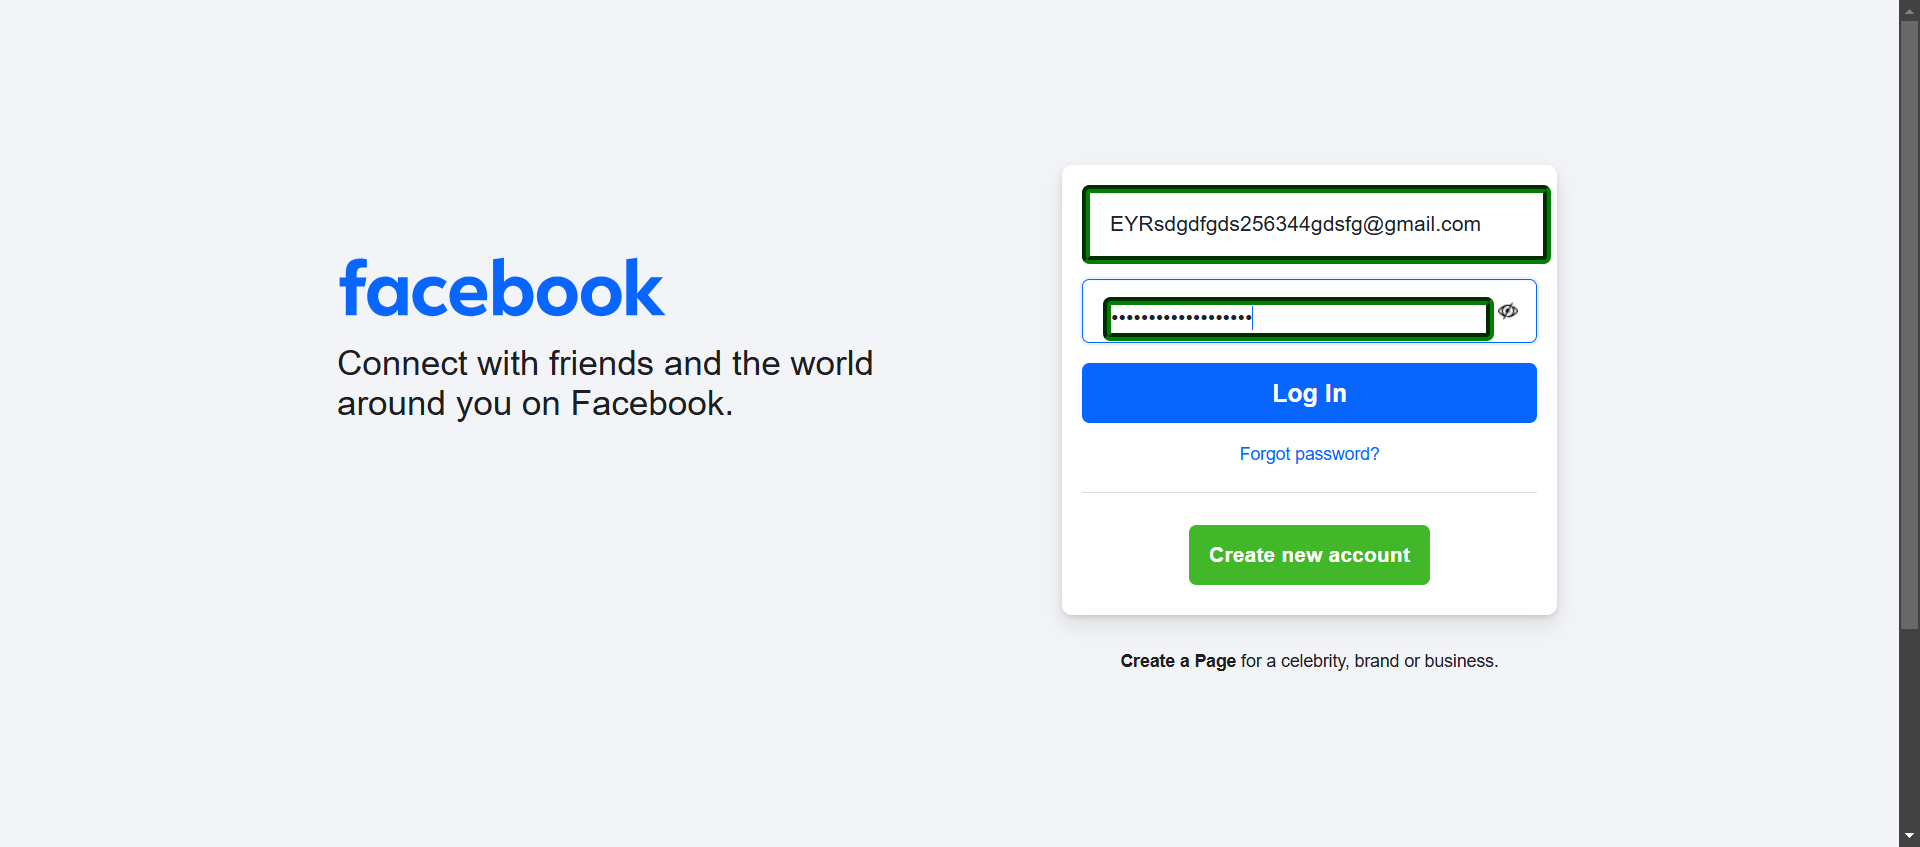 facebook
Connect with friends and the world
around you on Facebook.
EYRsdgdfgds256344gdsfg@gmail.com
•••••••••••••••••••
Log In
Forgot password?
Create new account
Create a Page for a celebrity, brand or business.